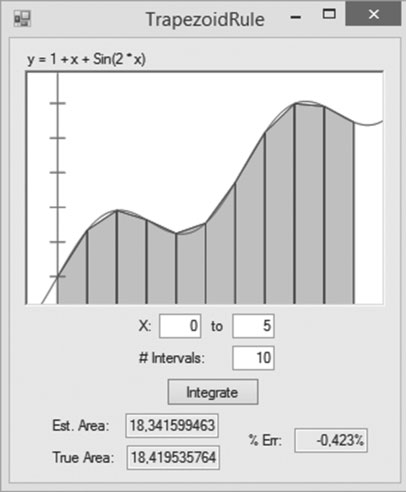 TrapezoidRule
y = 1 + x + Sin(2 * x)
X: 0 to 5
# Intervals: 10
Integrate
Est. Area: 18,341599463
% Err: -0,423%
True Area: 18,419535764